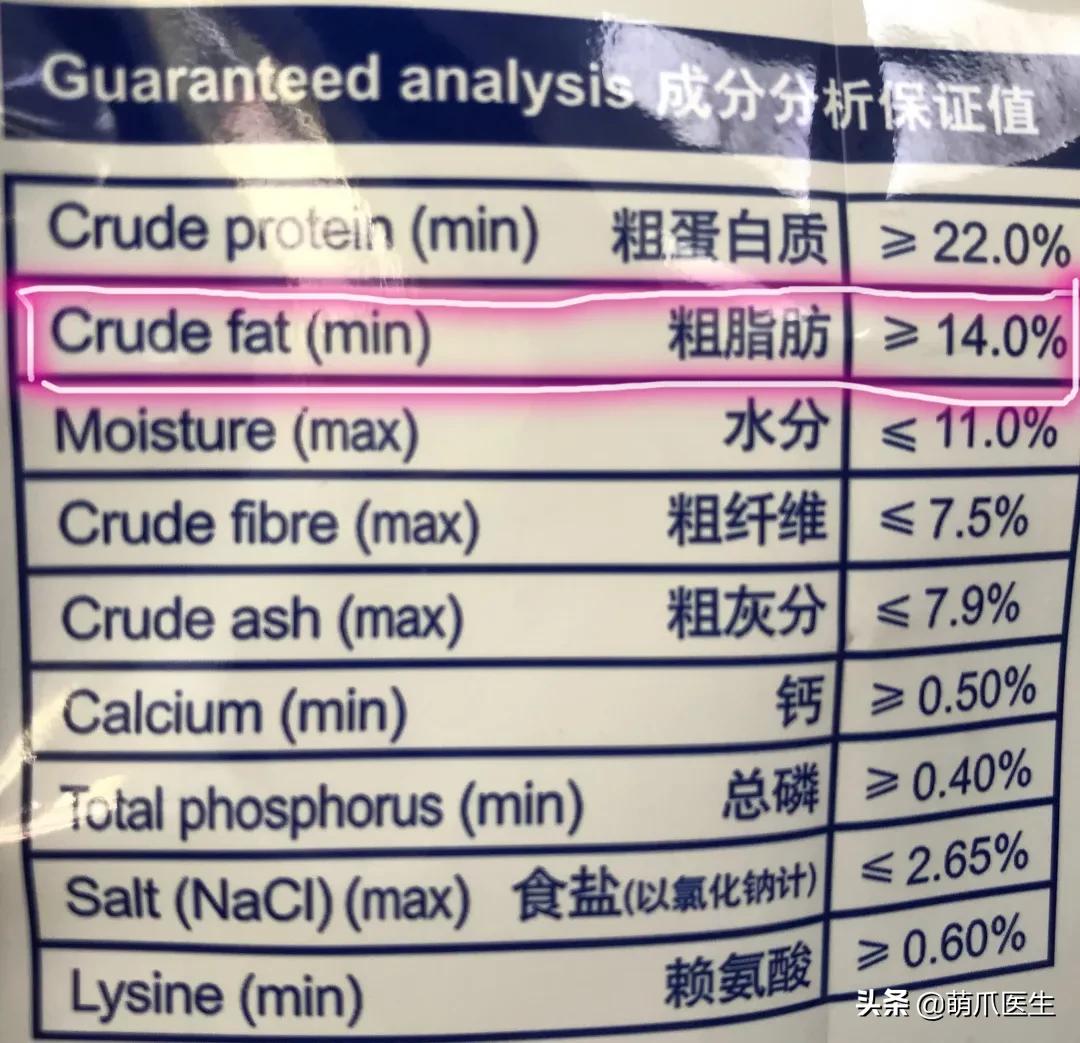 Guaranteed analysis 成分分析保证值
Crude protein (min) 粗蛋白质 ⩾ 22.0%
Crude fat (min) 粗脂肪 ⩾ 14.0%
Moisture (max) 水分 ⩽ 11.0%
Crude fibre (max) 粗纤维 ⩽ 7.5%
Crude ash (max) 粗灰分 ⩽ 7.9%
Calcium (min) 钙 ⩾ 0.50%
Total phosphorus (min) 总磷 ⩾ 0.40%
Salt (NaCl) (max) 食盐(以氯化钠计) ⩽ 2.65%
Lysine (min) 赖氨酸 ⩾ 0.60%
头条 @萌爪医生